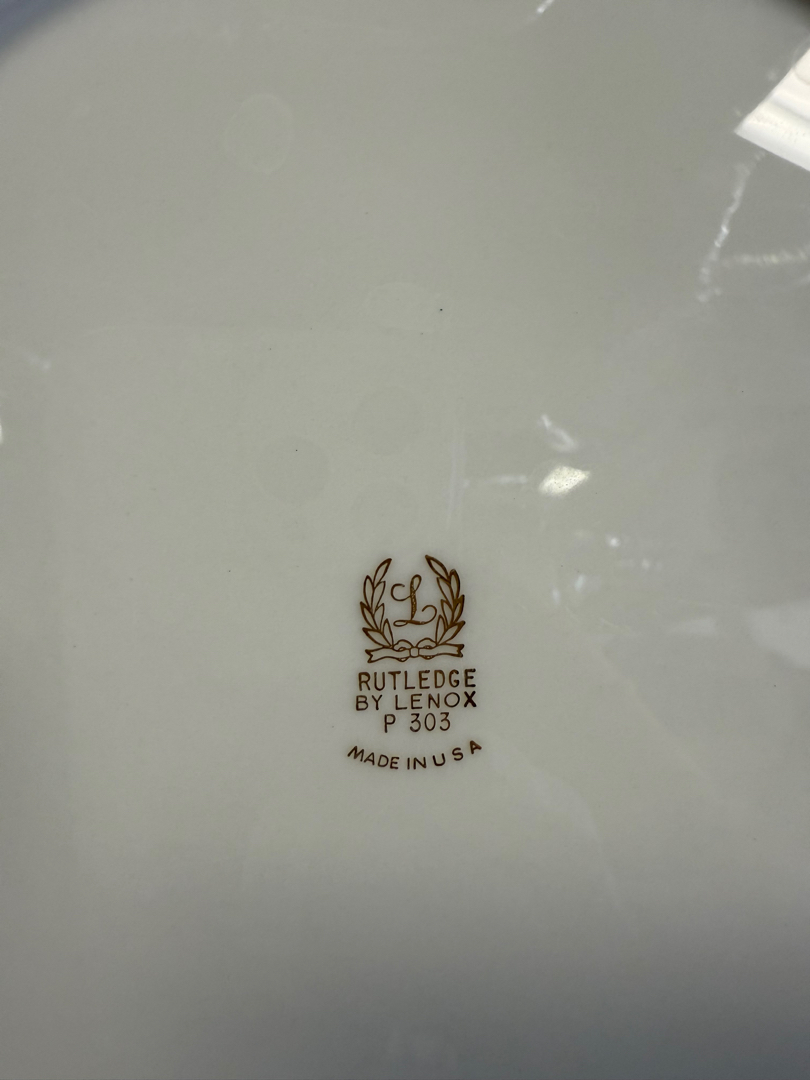 L
RUTLEDGE
BY LENOX
P 303
MADE IN USA